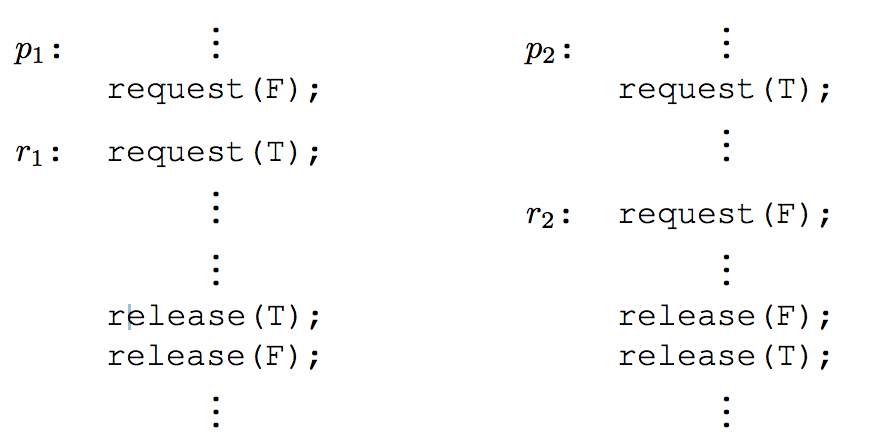 p1: ⋮
request(F);
r1: request(T);
⋮
⋮
release(T);
release(F);
⋮
p2: ⋮
request(T);
⋮
r2: request(F);
⋮
release(F);
release(T);
⋮